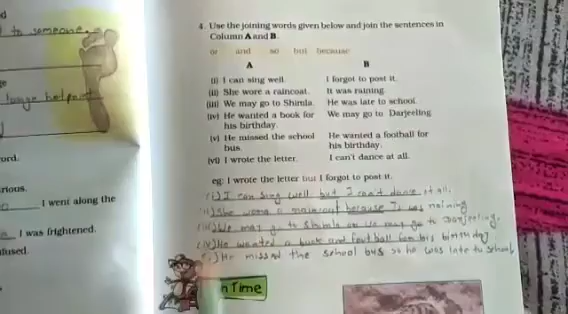 to someone.
4. Use the joining words given below and join the sentences in
Column A and B.
or and so but because
A B
(i) I can sing well. I forgot to post it.
(ii) She wore a raincoat. It was raining.
(iii) We may go to Shimla. He was late to school.
(iv) He wanted a book for We may go to Darjeeling.
his birthday.
(v) He missed the school He wanted a football for
bus. his birthday.
(vi) I wrote the letter. I can't dance at all.
eg: I wrote the letter but I forgot to post it.
(i) I can sing well but I can't dance at all.
(ii) She wore a raincoat because It was raining
(iii) We may go to Shimla or we may go to Darjeeling.
(iv) He wanted a book and football for his birthday
He missed the school bus so he was late to school
ord.
rious.
I went along the
I was frightened.
fused.
n Time